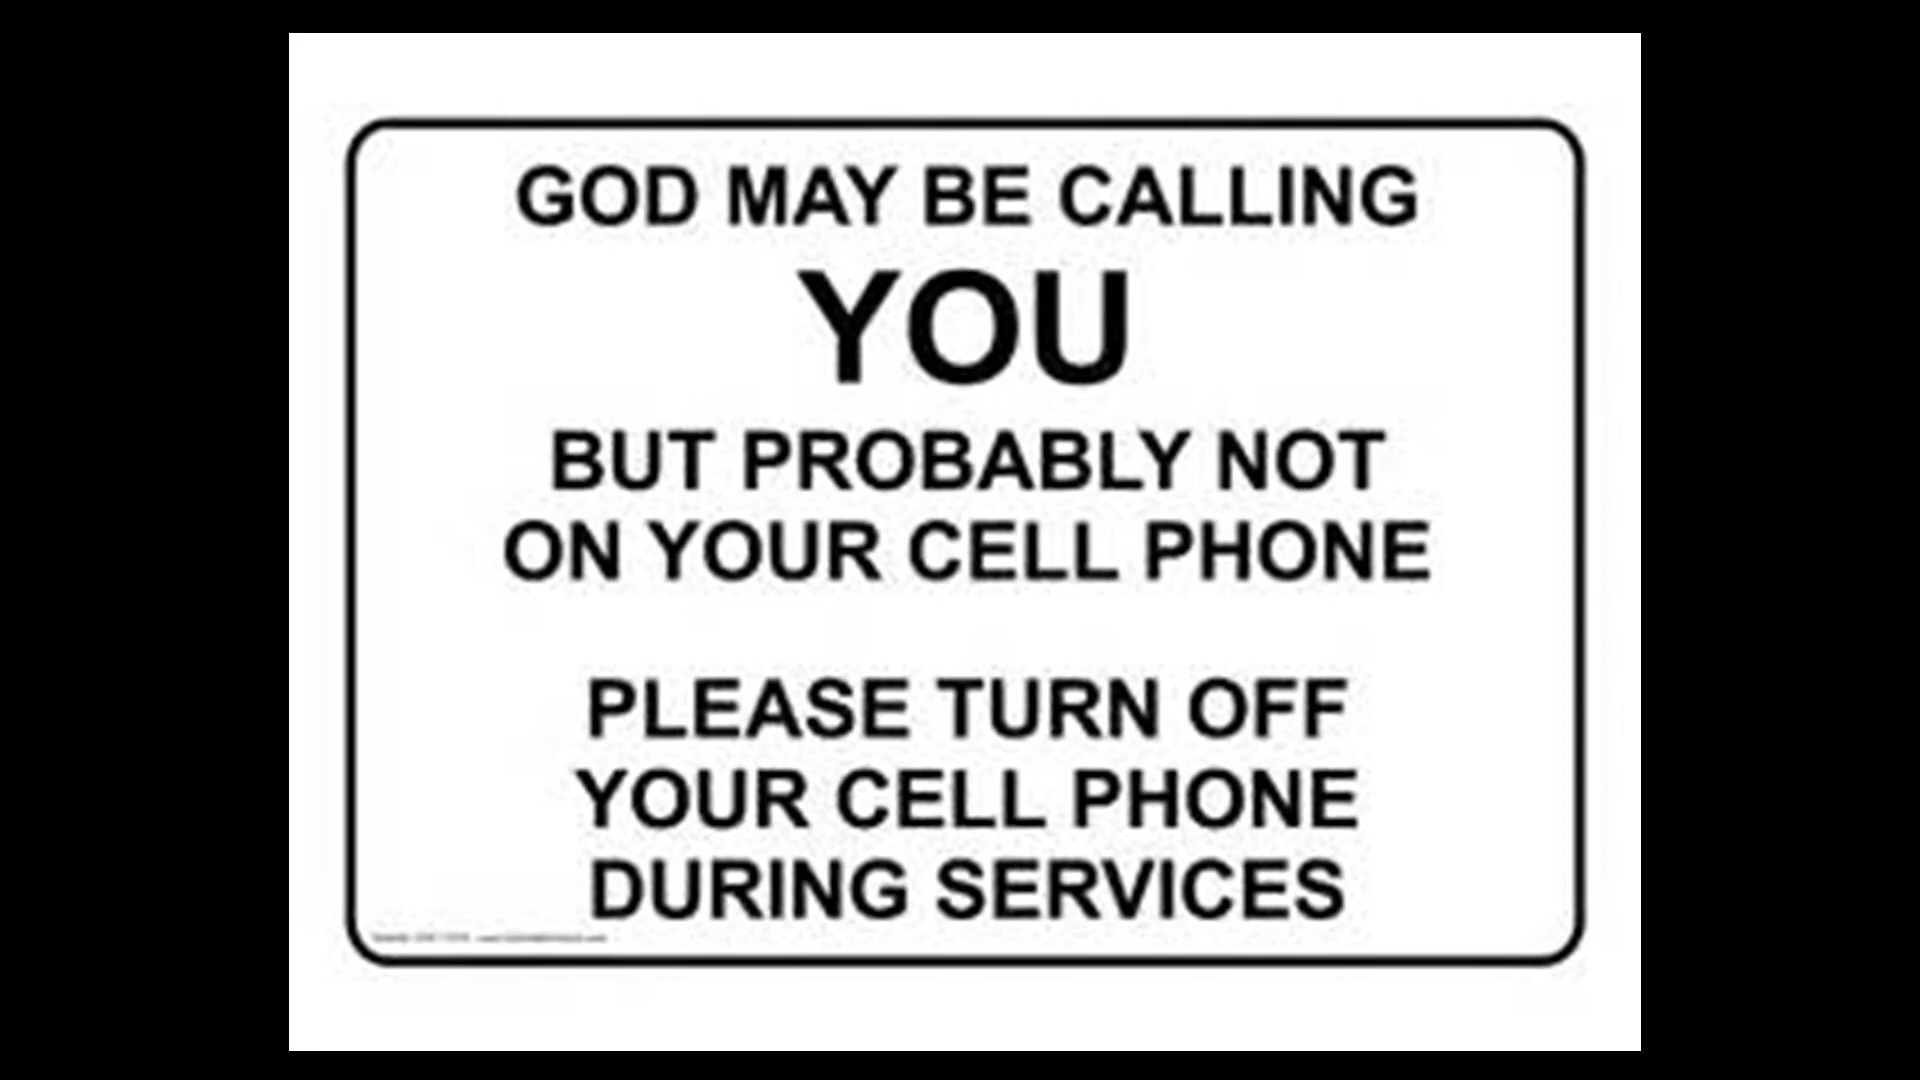 GOD MAY BE CALLING
YOU
BUT PROBABLY NOT
ON YOUR CELL PHONE
PLEASE TURN OFF
YOUR CELL PHONE
DURING SERVICES